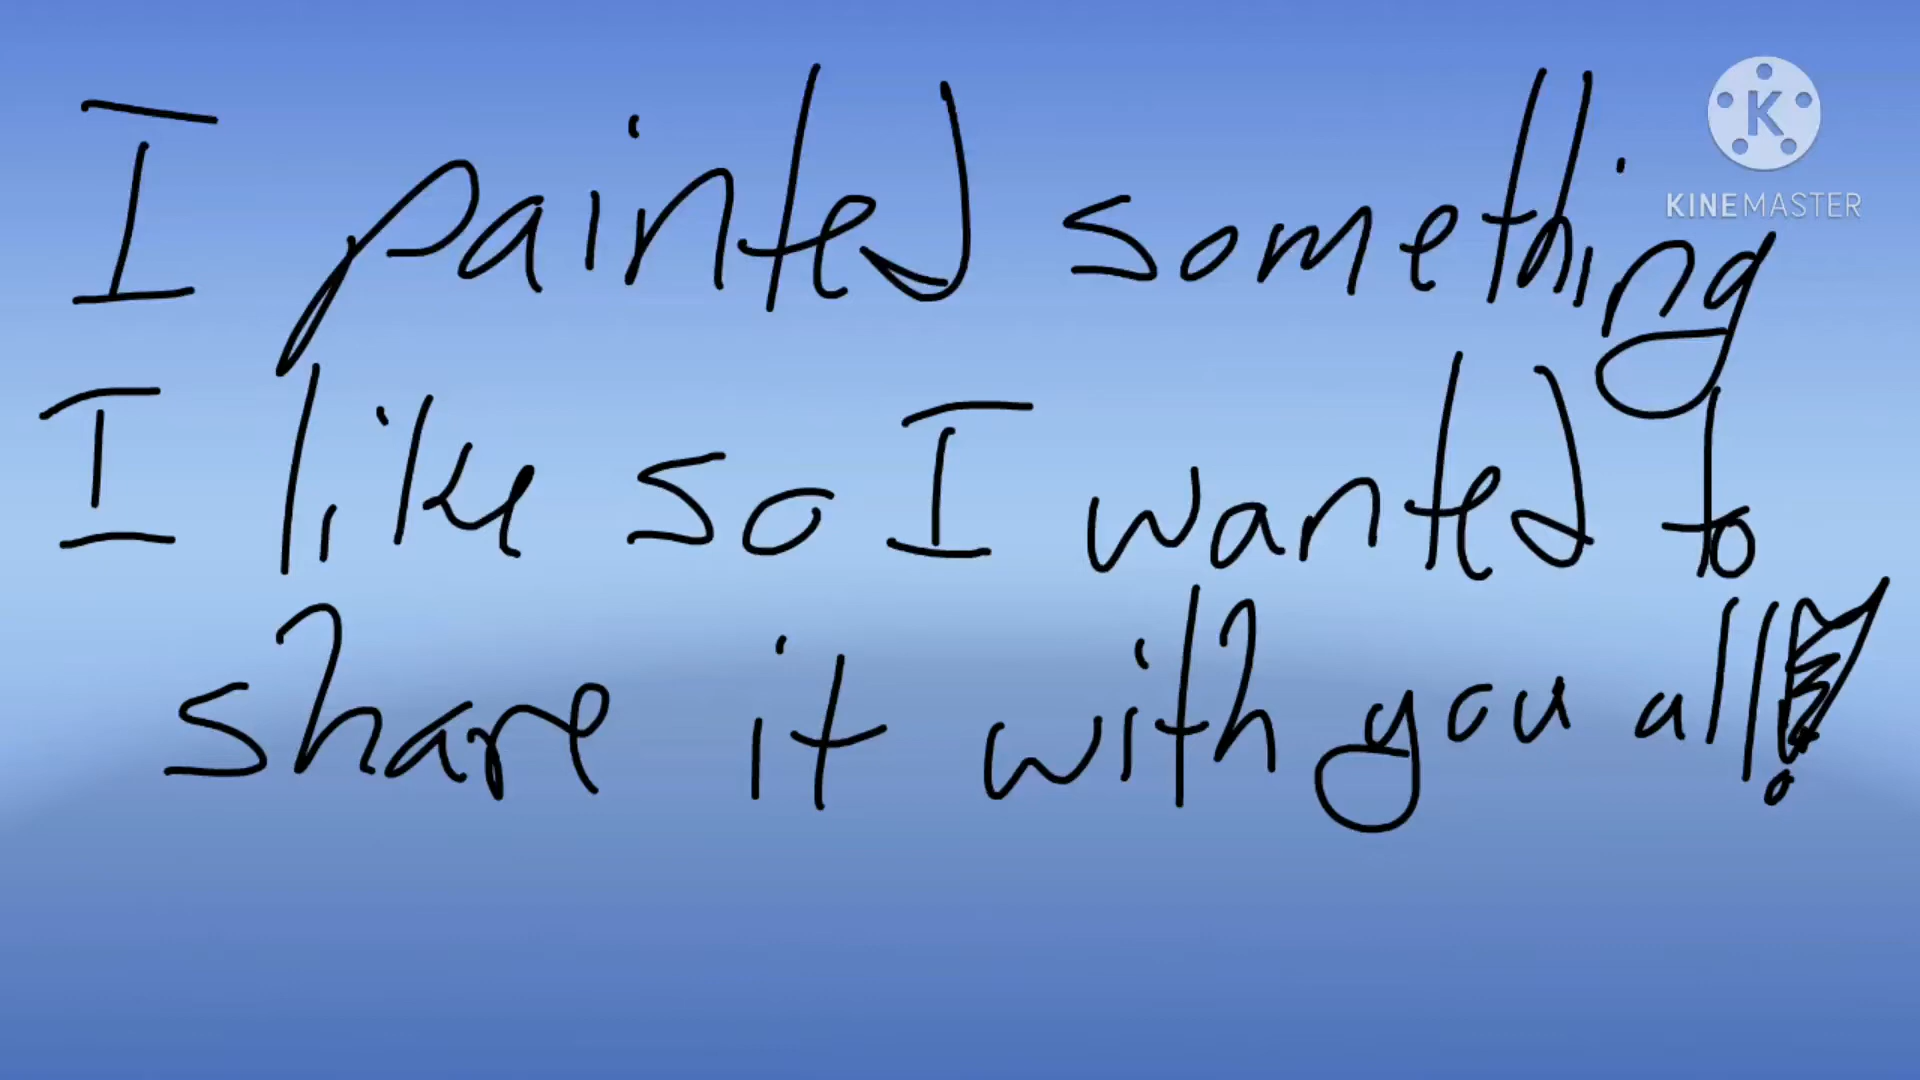 I painted something
K
KINEMASTER
I like so I wanted to
share it with you all!